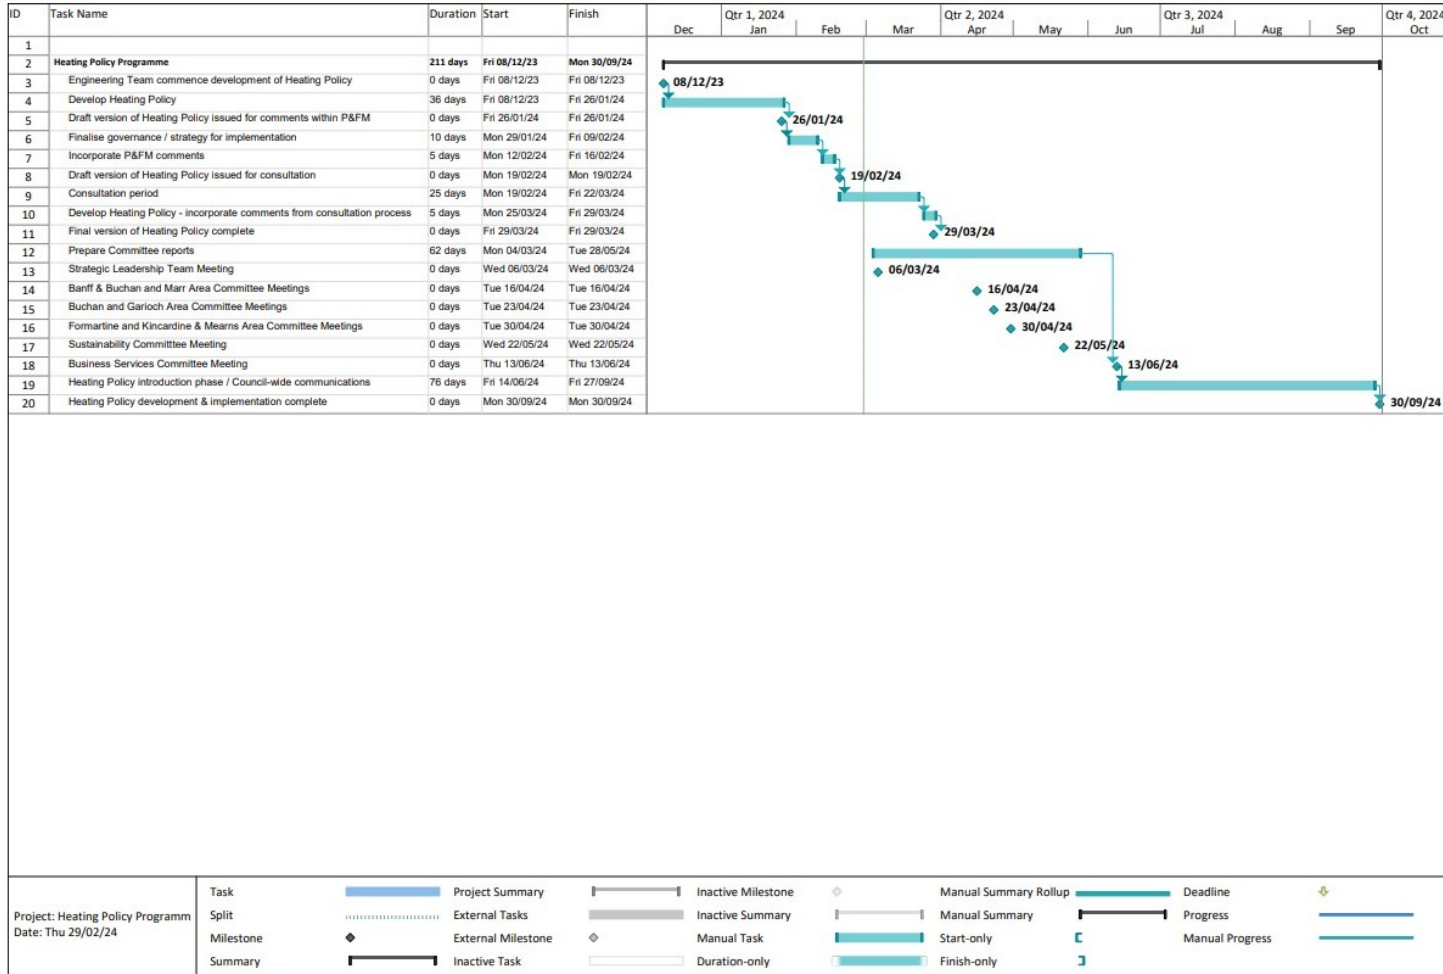 ID Task Name Duration Start Finish Qtr 1, 2024 Qtr 2, 2024 Qtr 3, 2024 Qtr 4, 2024
Dec Jan Feb Mar Apr May Jun Jul Aug Sep Oct
1
2 Heating Policy Programme 211 days Fri 08/12/23 Mon 30/09/24
3 Engineering Team commence development of Heating Policy 0 days Fri 08/12/23 Fri 08/12/23 08/12/23
4 Develop Heating Policy 36 days Fri 08/12/23 Fri 26/01/24
5 Draft version of Heating Policy issued for comments within P&FM 0 days Fri 26/01/24 Fri 26/01/24 26/01/24
6 Finalise governance / strategy for implementation 10 days Mon 29/01/24 Fri 09/02/24
7 Incorporate P&FM comments 5 days Mon 12/02/24 Fri 16/02/24
8 Draft version of Heating Policy issued for consultation 0 days Mon 19/02/24 Mon 19/02/24 19/02/24
9 Consultation period 25 days Mon 19/02/24 Fri 22/03/24
10 Develop Heating Policy - incorporate comments from consultation process 5 days Mon 25/03/24 Fri 29/03/24
11 Final version of Heating Policy complete 0 days Fri 29/03/24 Fri 29/03/24 29/03/24
12 Prepare Committee reports 62 days Mon 04/03/24 Tue 28/05/24
13 Strategic Leadership Team Meeting 0 days Wed 06/03/24 Wed 06/03/24 06/03/24
14 Banff & Buchan and Marr Area Committee Meetings 0 days Tue 16/04/24 Tue 16/04/24 16/04/24
15 Buchan and Garioch Area Committee Meetings 0 days Tue 23/04/24 Tue 23/04/24 23/04/24
16 Formartine and Kincardine & Mearns Area Committee Meetings 0 days Tue 30/04/24 Tue 30/04/24 30/04/24
17 Sustainability Committtee Meeting 0 days Wed 22/05/24 Wed 22/05/24 22/05/24
18 Business Services Committee Meeting 0 days Thu 13/06/24 Thu 13/06/24 13/06/24
19 Heating Policy introduction phase / Council-wide communications 76 days Fri 14/06/24 Fri 27/09/24
20 Heating Policy development & implementation complete 0 days Mon 30/09/24 Mon 30/09/24 30/09/24
Project: Heating Policy Programm
Date: Thu 29/02/24
Task Project Summary Inactive Milestone Manual Summary Rollup Deadline
Split External Tasks Inactive Summary Manual Summary Progress
Milestone External Milestone Manual Task Start-only Manual Progress
Summary Inactive Task Duration-only Finish-only